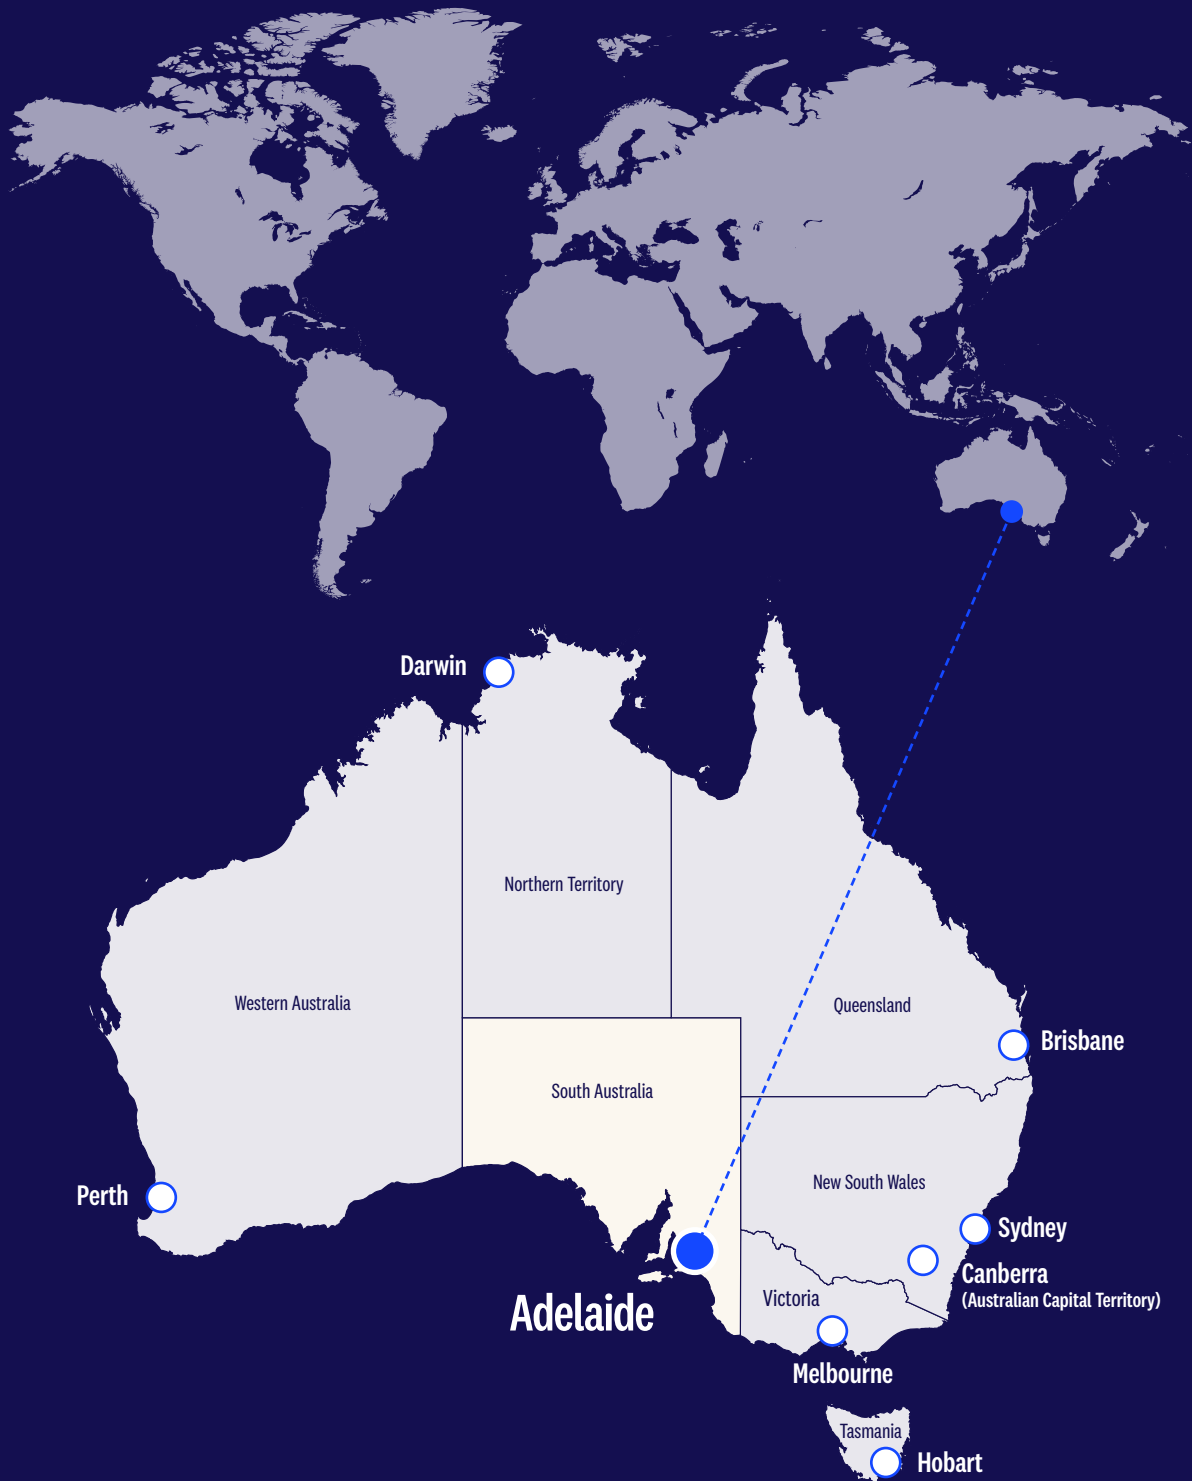 Darwin
Northern Territory
Western Australia
Queensland
Brisbane
South Australia
New South Wales
Perth
Sydney
Canberra
(Australian Capital Territory)
Adelaide
Victoria
Melbourne
Tasmania
Hobart